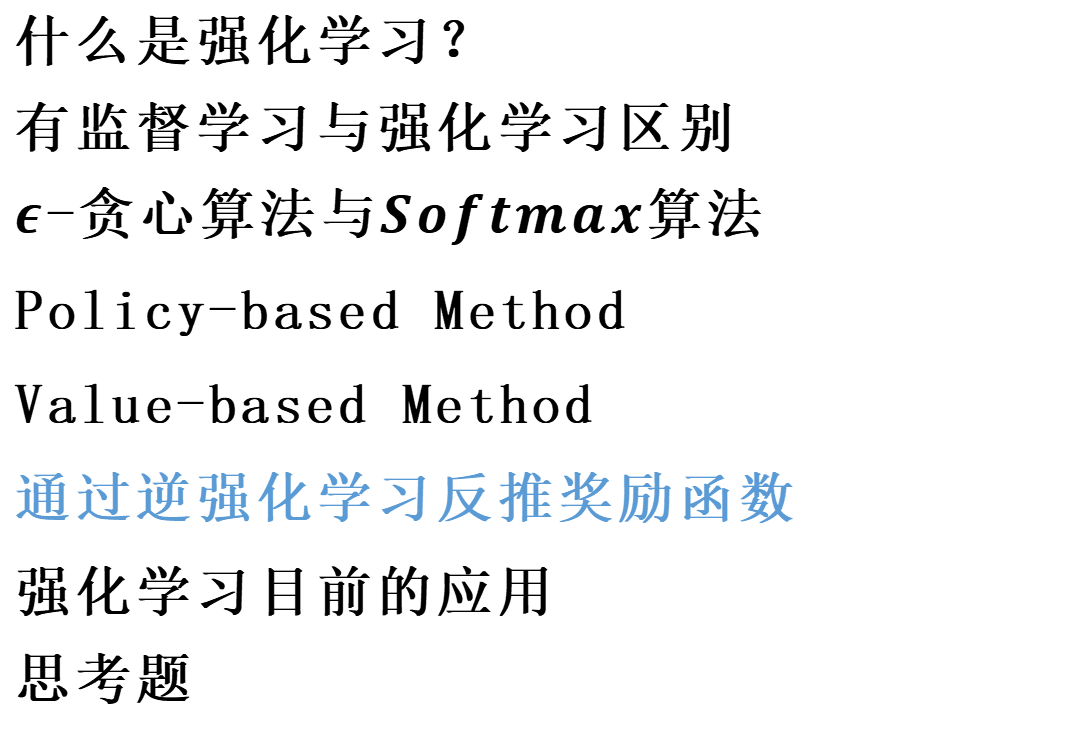 什么是强化学习？
有监督学习与强化学习区别
ϵ-贪心算法与Softmax算法
Policy-based Method
Value-based Method
通过逆强化学习反推奖励函数
强化学习目前的应用
思考题